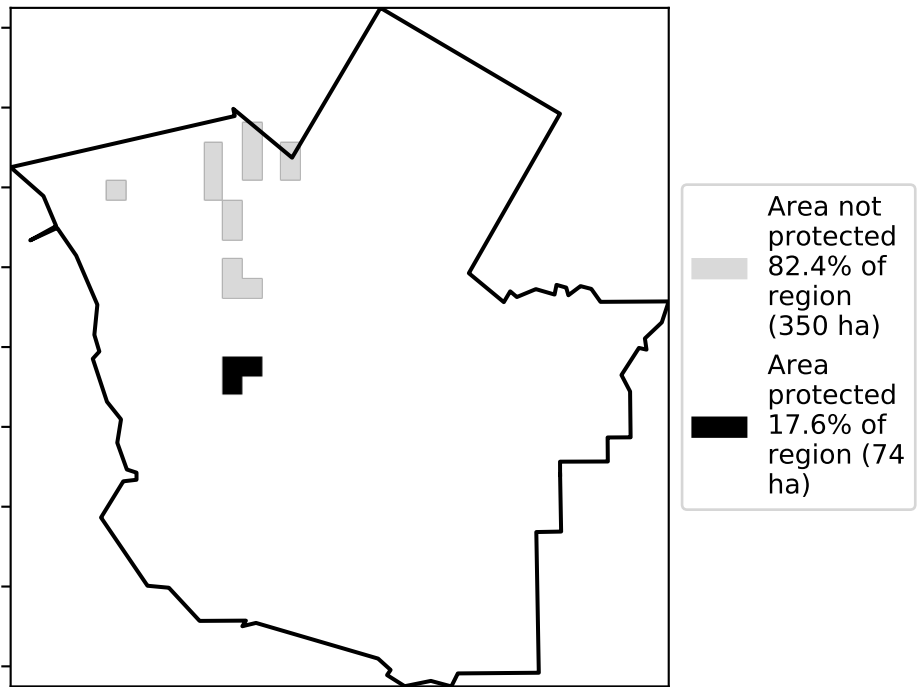 Area not
protected
82.4% of
region
(350 ha)
Area
protected
17.6% of
region (74
ha)